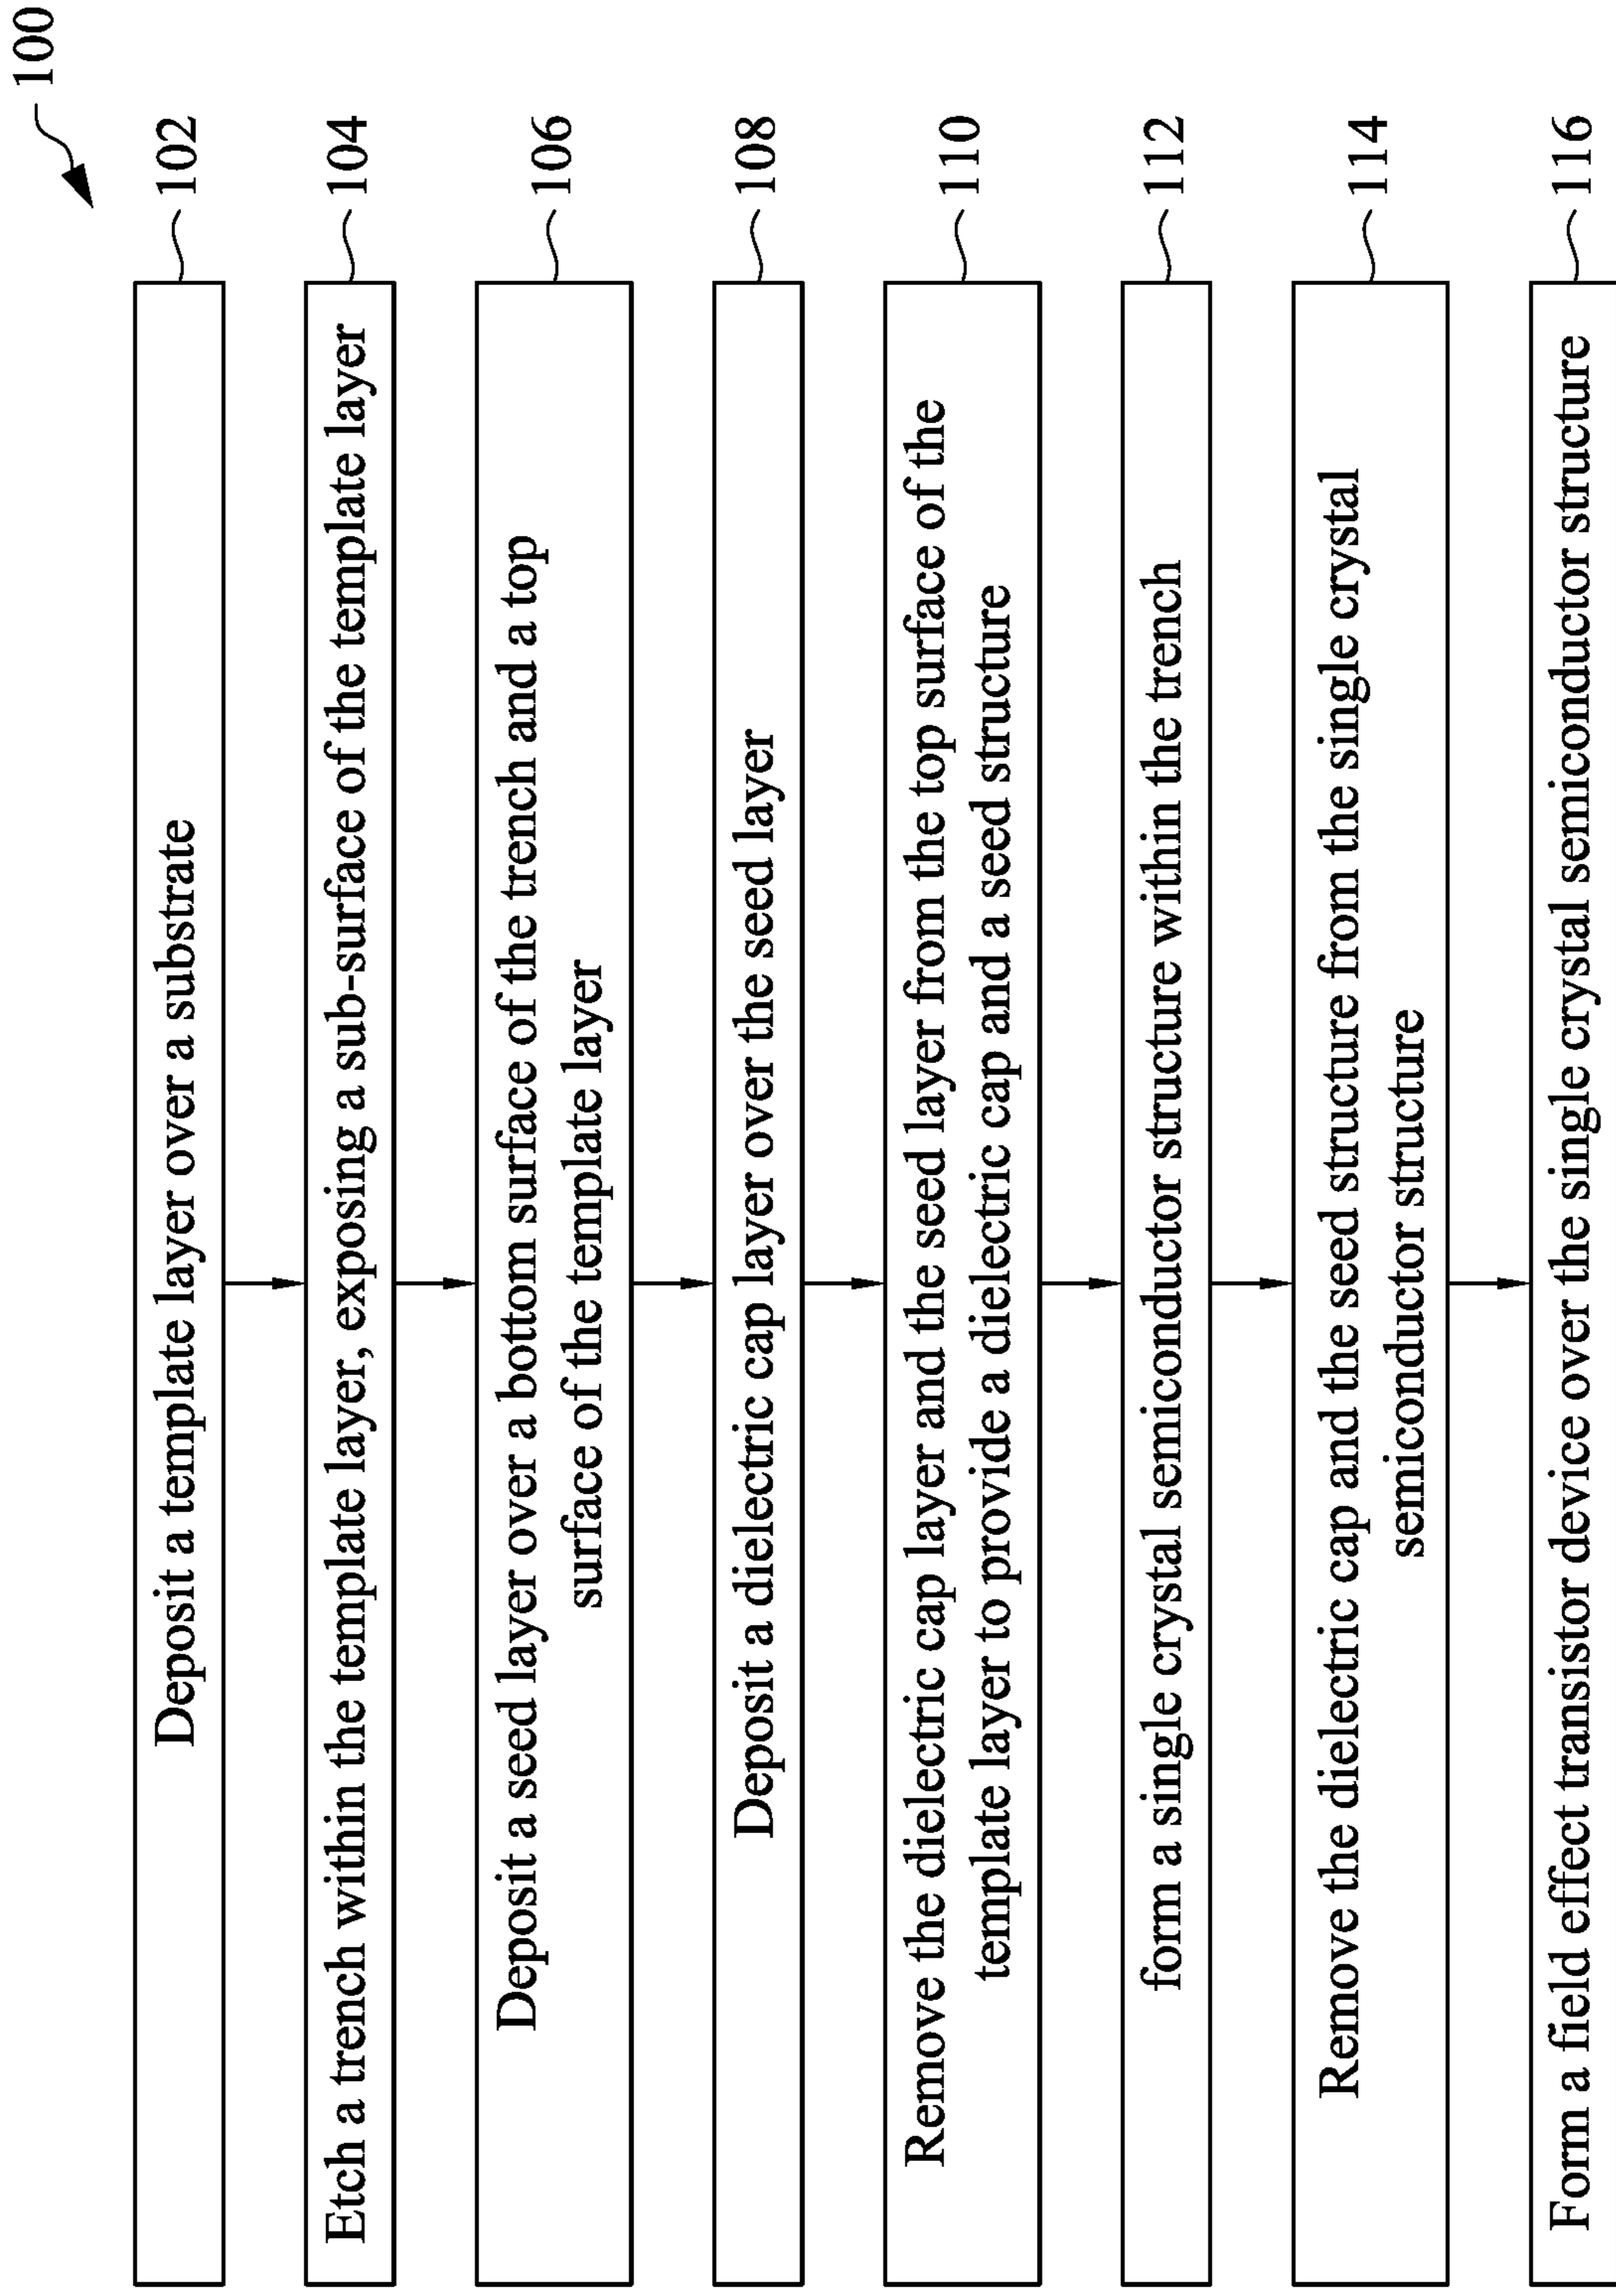 100
Deposit a template layer over a substrate
102
Etch a trench within the template layer, exposing a sub-surface of the template layer
104
Deposit a seed layer over a bottom surface of the trench and a top
surface of the template layer
106
Deposit a dielectric cap layer over the seed layer
108
Remove the dielectric cap layer and the seed layer from the top surface of the
template layer to provide a dielectric cap and a seed structure
110
form a single crystal semiconductor structure within the trench
112
Remove the dielectric cap and the seed structure from the single crystal
semiconductor structure
114
Form a field effect transistor device over the single crystal semiconductor structure
116